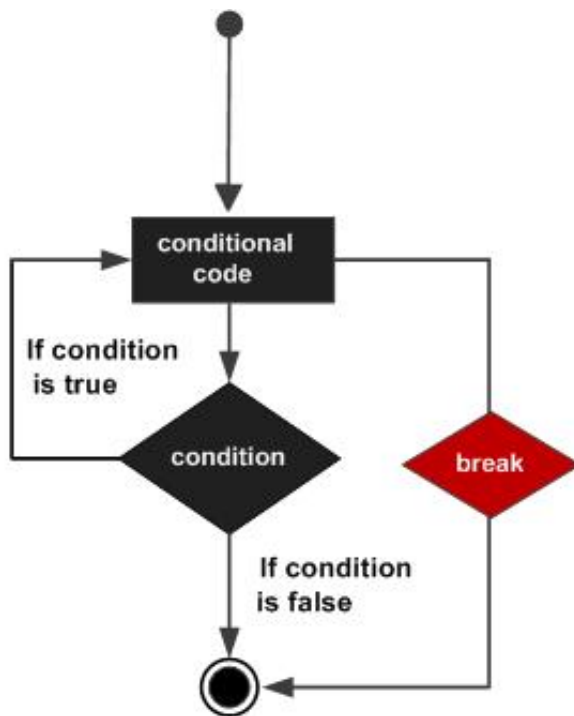 conditional
code
If condition
is true
condition
break
If condition
is false